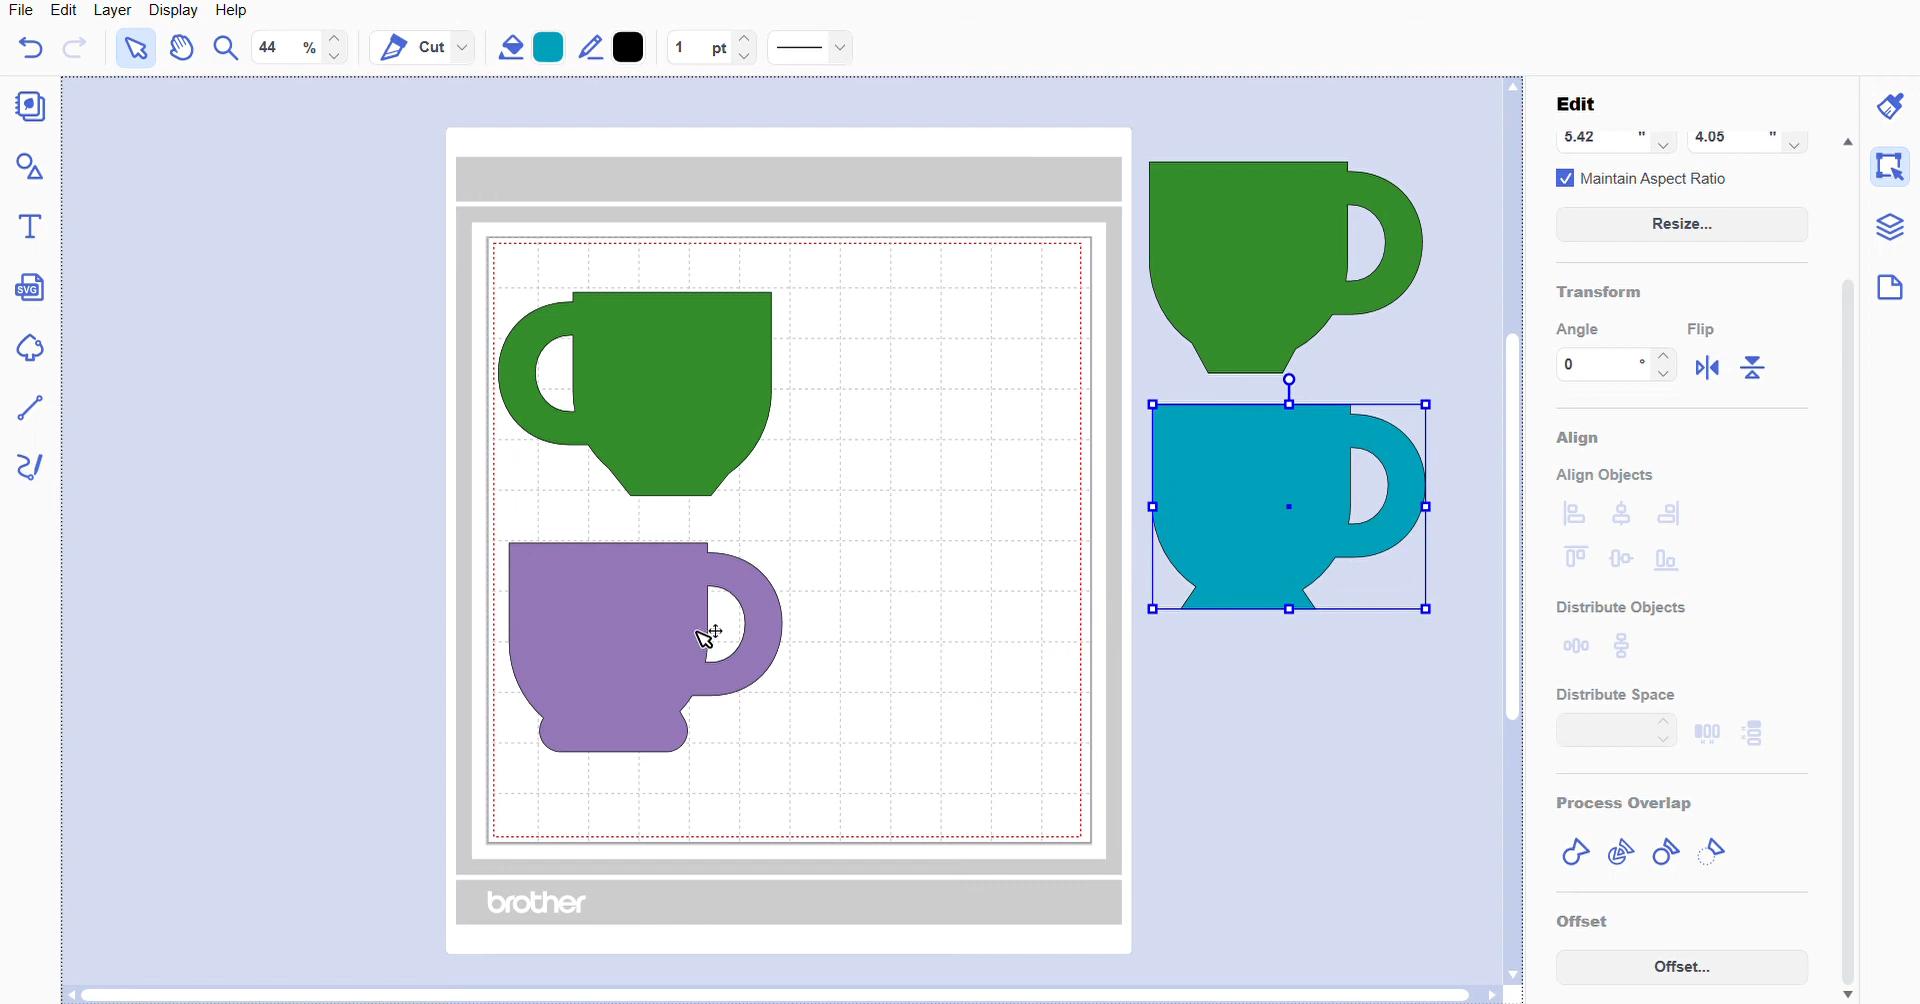 File Edit Layer Display Help
44 % Cut 1 pt
Edit
5.42 " 4.05 "
Maintain Aspect Ratio
Resize...
Transform
Angle Flip
0 °
Align
Align Objects
Distribute Objects
Distribute Space
Process Overlap
Offset
Offset...
T
SVG
brother